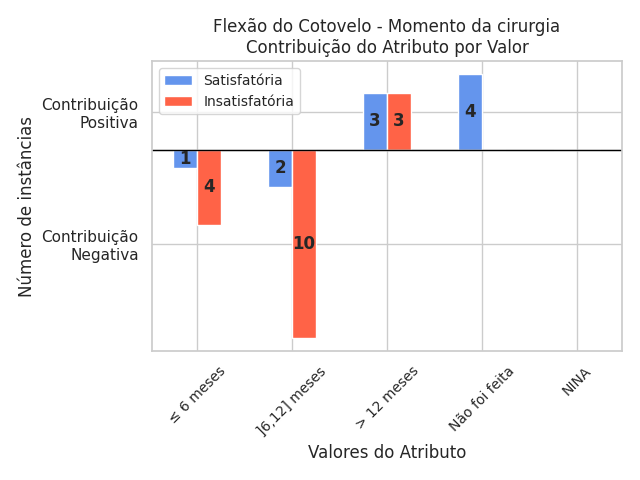 Flexão do Cotovelo - Momento da cirurgia
Contribuição do Atributo por Valor
Satisfatória
Insatisfatória
Contribuição
Positiva
Contribuição
Negativa
Número de instâncias
1
4
2
10
3
3
4
≤ 6 meses
]6,12] meses
> 12 meses
Não foi feita
NINA
Valores do Atributo